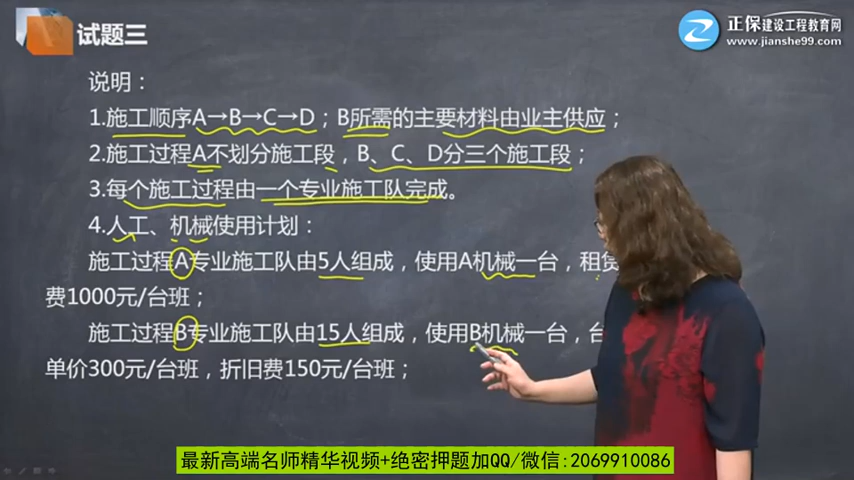 试题三
正保建设工程教育网
www.jianshe99.com
说明：
1.施工顺序A→B→C→D；B所需的主要材料由业主供应；
2.施工过程A不划分施工段，B、C、D分三个施工段；
3.每个施工过程由一个专业施工队完成。
4.人工、机械使用计划：
施工过程A专业施工队由5人组成，使用A机械一台，租赁
费1000元/台班；
施工过程B专业施工队由15人组成，使用B机械一台，台
单价300元/台班，折旧费150元/台班；
最新高端名师精华视频+绝密押题加QQ/微信:2069910086